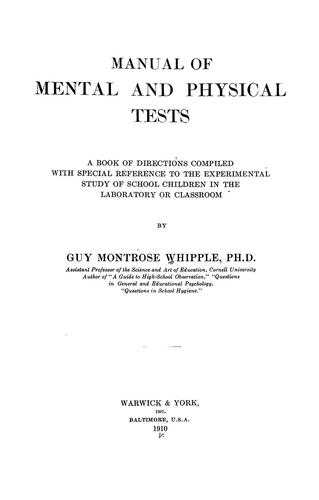 MANUAL OF
MENTAL AND PHYSICAL
TESTS
A BOOK OF DIRECTIONS COMPILED
WITH SPECIAL REFERENCE TO THE EXPERIMENTAL
STUDY OF SCHOOL CHILDREN IN THE
LABORATORY OR CLASSROOM
BY
GUY MONTROSE WHIPPLE, PH.D.
Assistant Professor of the Science and Art of Education, Cornell University
Author of "A Guide to High-School Observation," "Questions
in General and Educational Psychology,
"Questions in School Hygiene."
WARWICK & YORK,
INC.
BALTIMORE, U.S.A.
1910